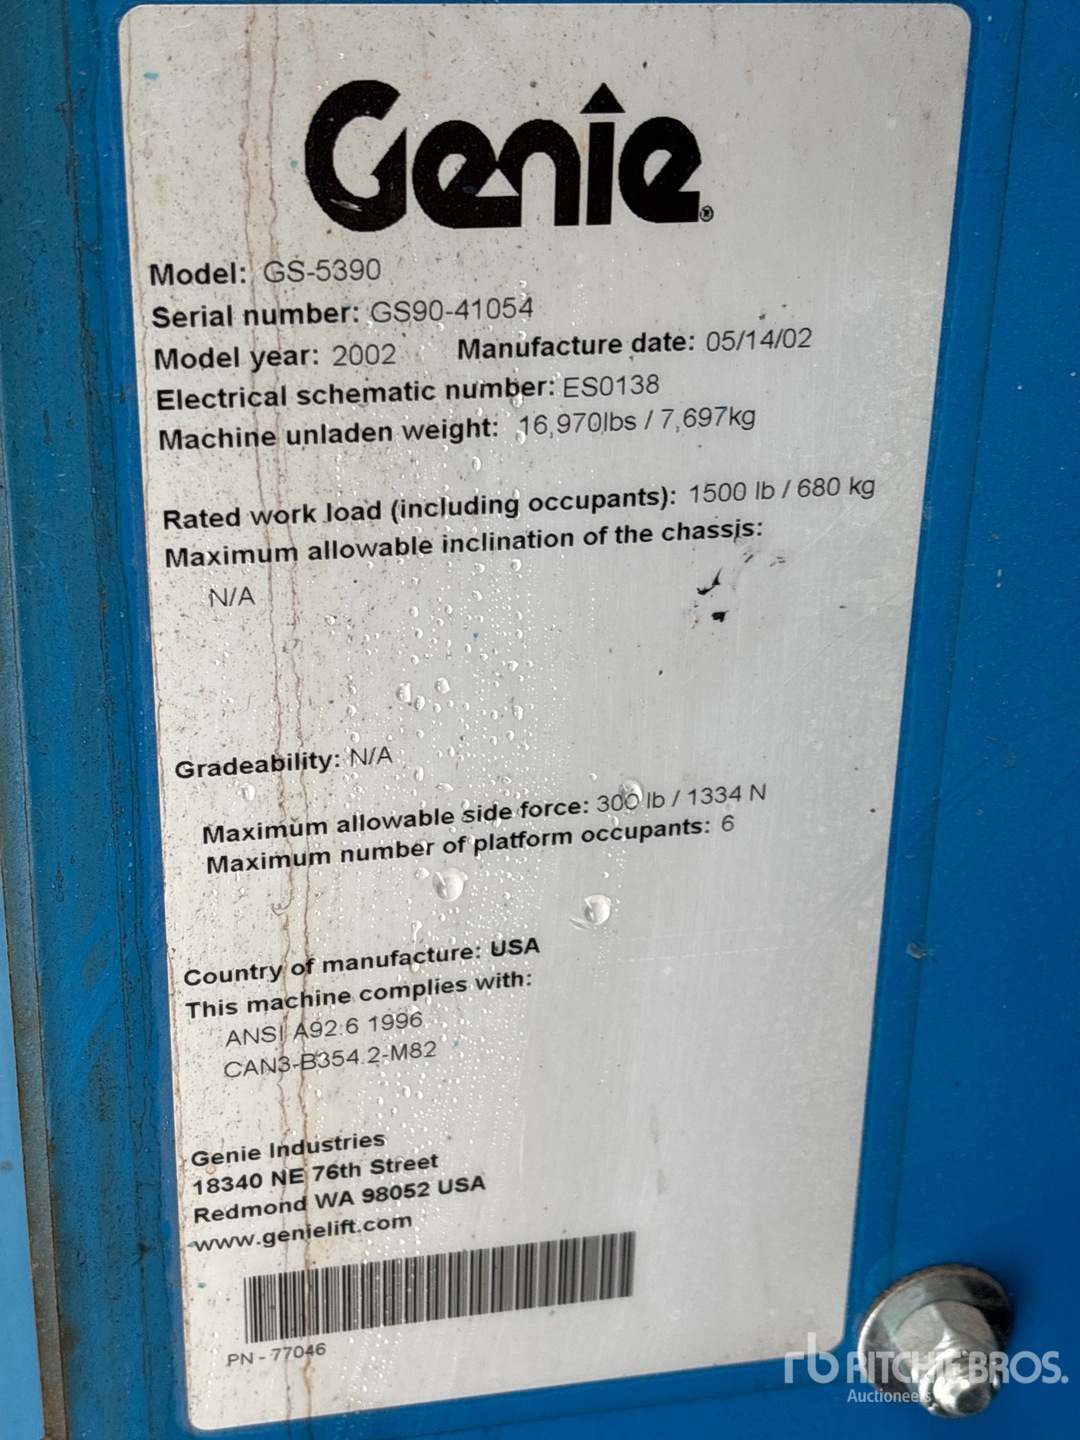 Genie®
Model: GS-5390
Serial number: GS90-41054
Model year: 2002 Manufacture date: 05/14/02
Electrical schematic number: ES0138
Machine unladen weight: 16,970lbs / 7,697kg
Rated work load (including occupants): 1500 lb / 680 kg
Maximum allowable inclination of the chassis:
N/A
Gradeability: N/A
Maximum allowable side force: 300 lb / 1334 N
Maximum number of platform occupants: 6
Country of manufacture: USA
This machine complies with:
ANSI A92.6 1996
CAN3-B354.2-M82
Genie Industries
18340 NE 76th Street
Redmond WA 98052 USA
www.genielift.com
PN - 77046
rb RITCHIE BROS.
Auctioneers